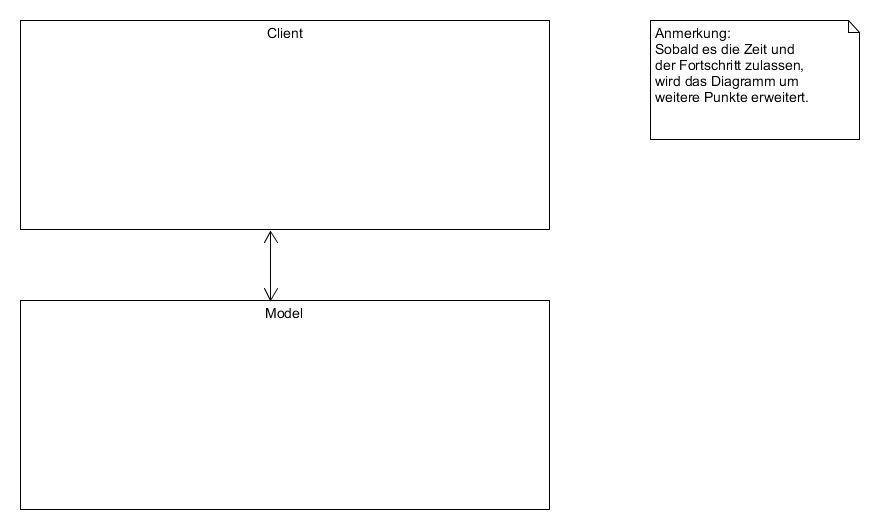 Client
Anmerkung:
Sobald es die Zeit und
der Fortschritt zulassen,
wird das Diagramm um
weitere Punkte erweitert.
Model